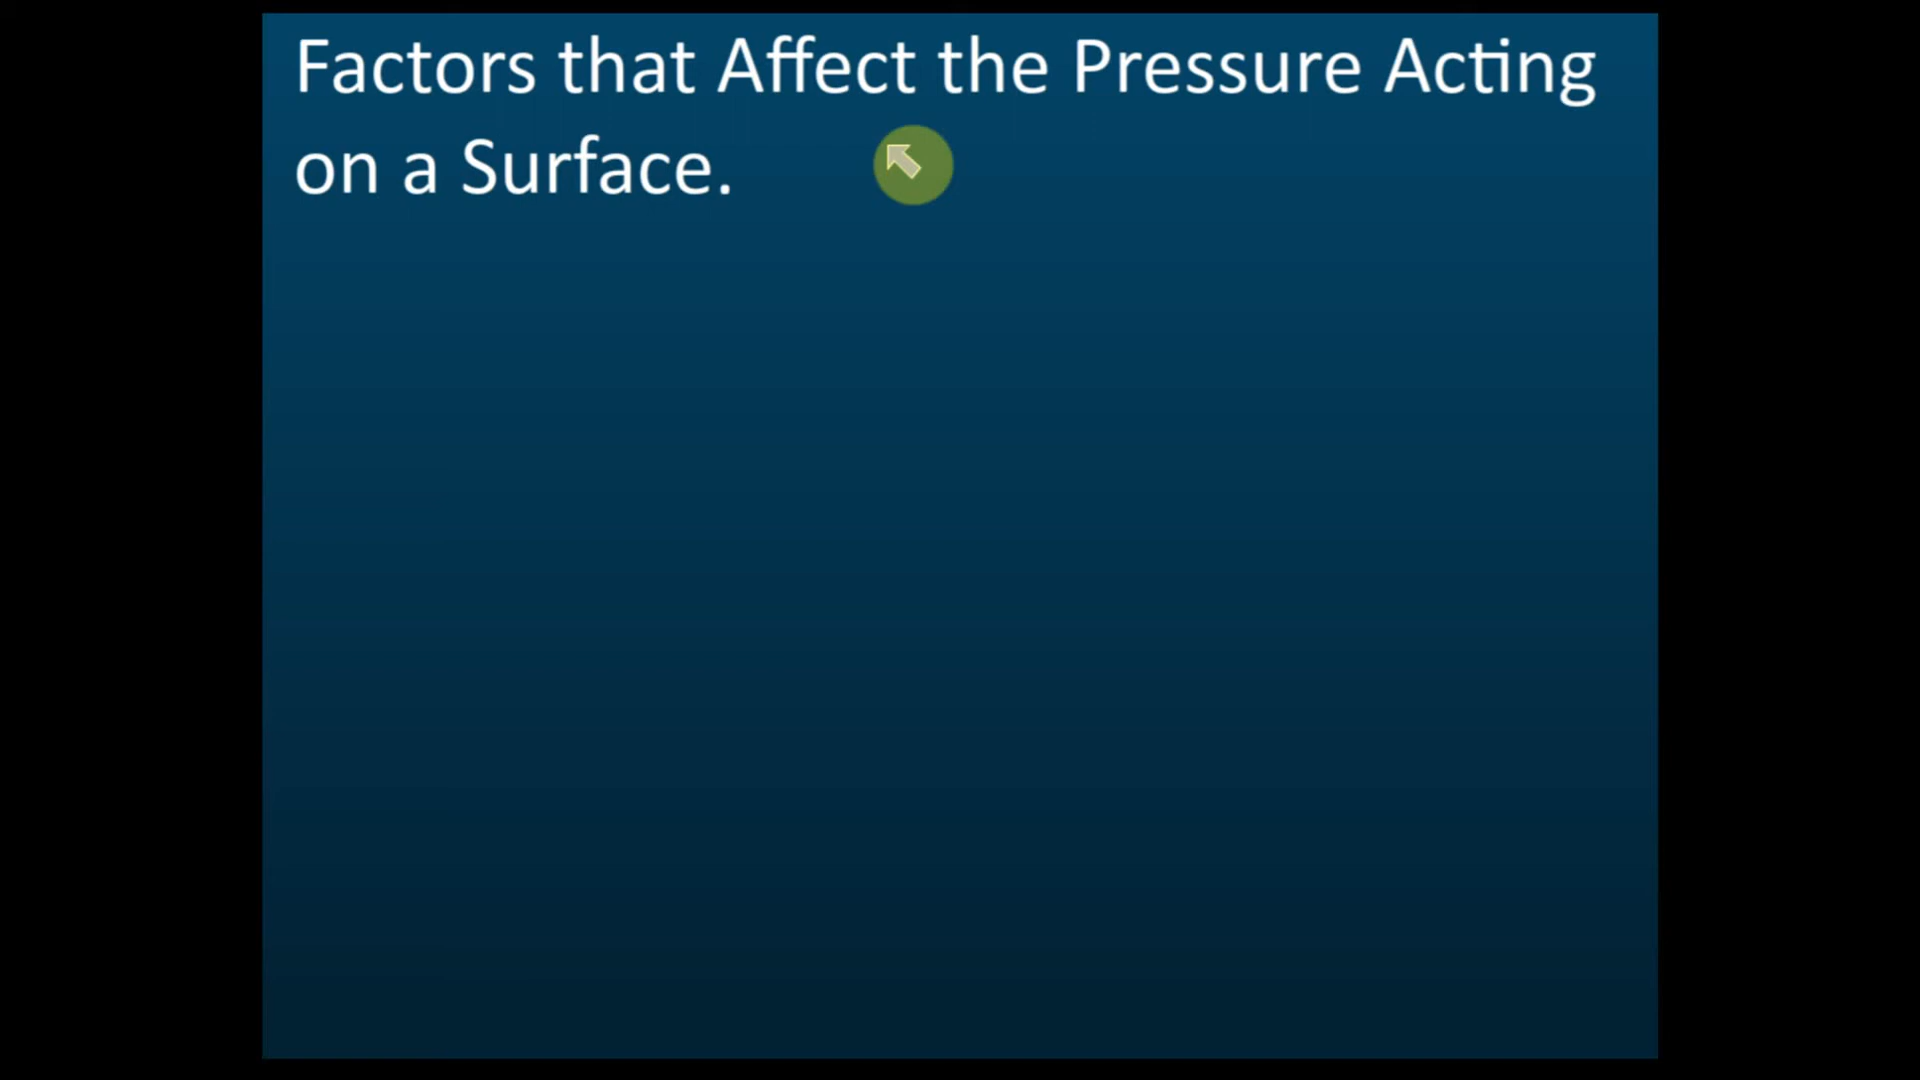 Factors that Affect the Pressure Acting
on a Surface.